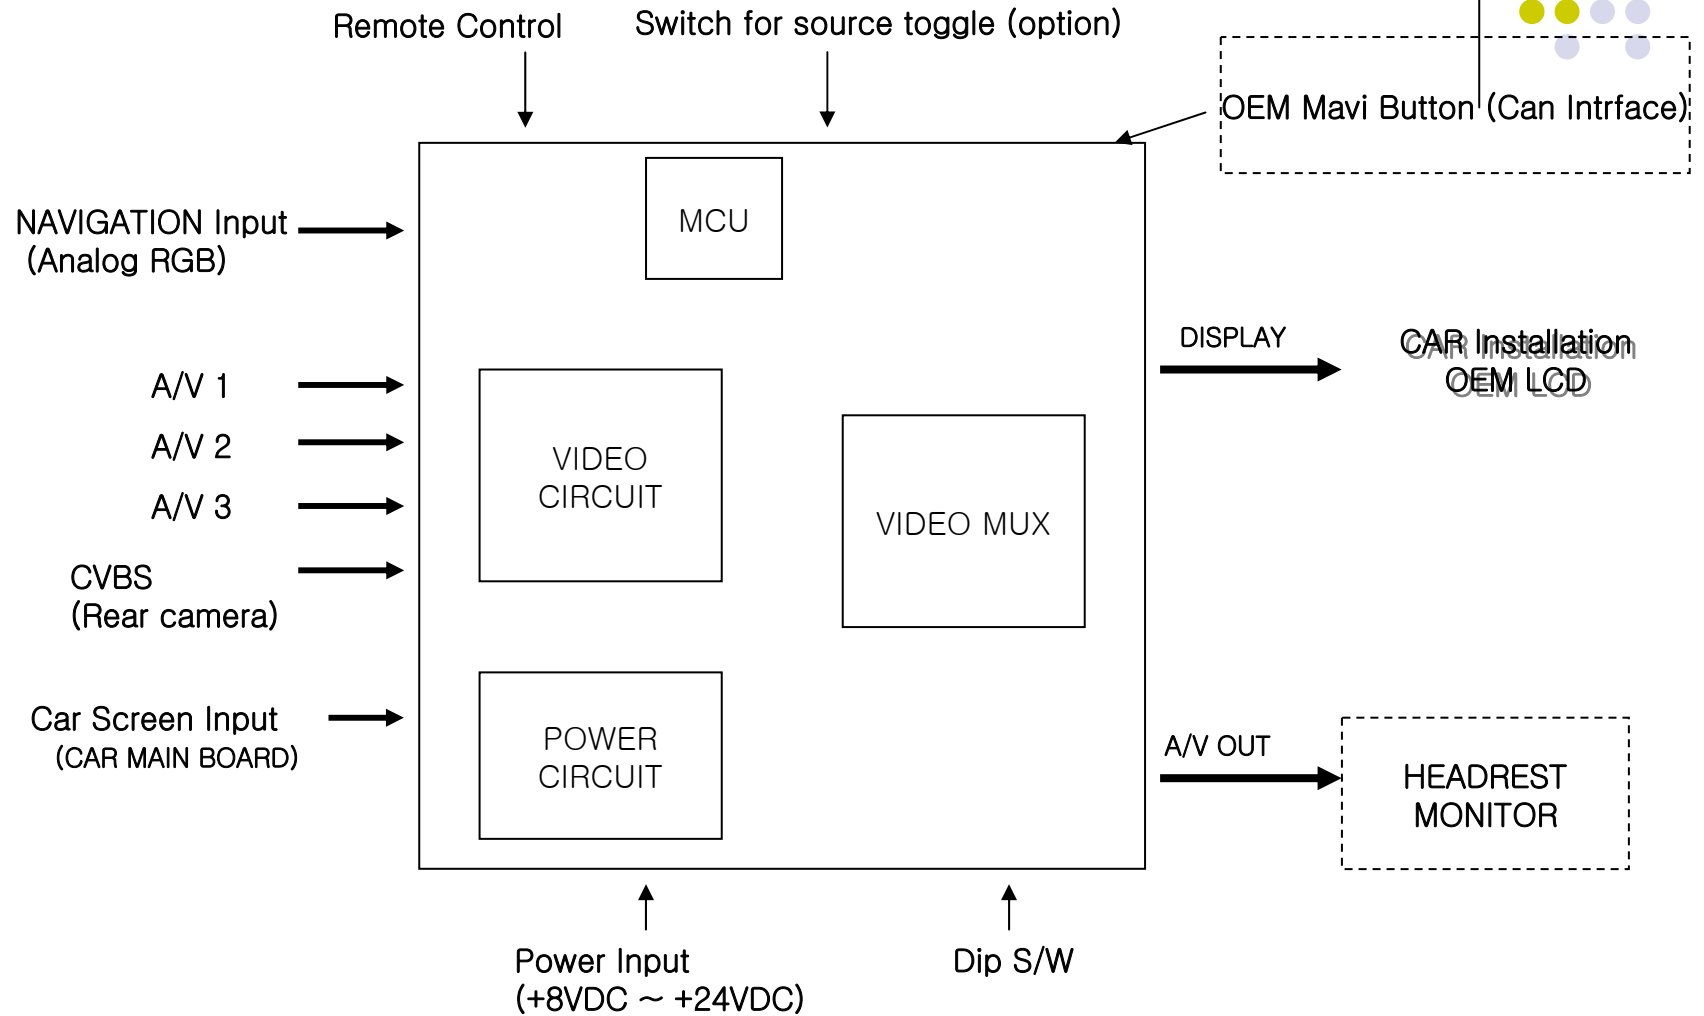 Remote Control
Switch for source toggle (option)
OEM Mavi Button (Can Intrface)
NAVIGATION Input
(Analog RGB)
MCU
DISPLAY
CAR Installation
OEM LCD
A/V 1
A/V 2
A/V 3
VIDEO
CIRCUIT
VIDEO MUX
CVBS
(Rear camera)
Car Screen Input
(CAR MAIN BOARD)
POWER
CIRCUIT
A/V OUT
HEADREST
MONITOR
Power Input
(+8VDC ~ +24VDC)
Dip S/W